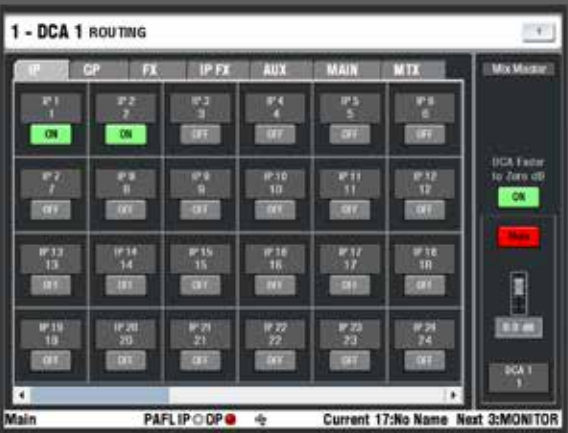 1 - DCA 1 ROUTING
IP GP FX IP FX AUX MAIN MTX Mix Master
IP 1 IP 2 IP 3 IP 4 IP 5 IP 6
1 2 3 4 5 6
ON ON OFF OFF OFF OFF
IP 7 IP 8 IP 9 IP 10 IP 11 IP 12
7 8 9 10 11 12
OFF OFF OFF OFF OFF OFF
DCA Fader
to Zero dB
ON
IP 13 IP 14 IP 15 IP 16 IP 17 IP 18
13 14 15 16 17 18
OFF OFF OFF OFF OFF OFF
Mute
IP 19 IP 20 IP 21 IP 22 IP 23 IP 24
19 20 21 22 23 24
OFF OFF OFF OFF OFF OFF
0.0 dB
DCA 1
1
Main PAFL IP OP Current 17:No Name Next 3:MONITOR